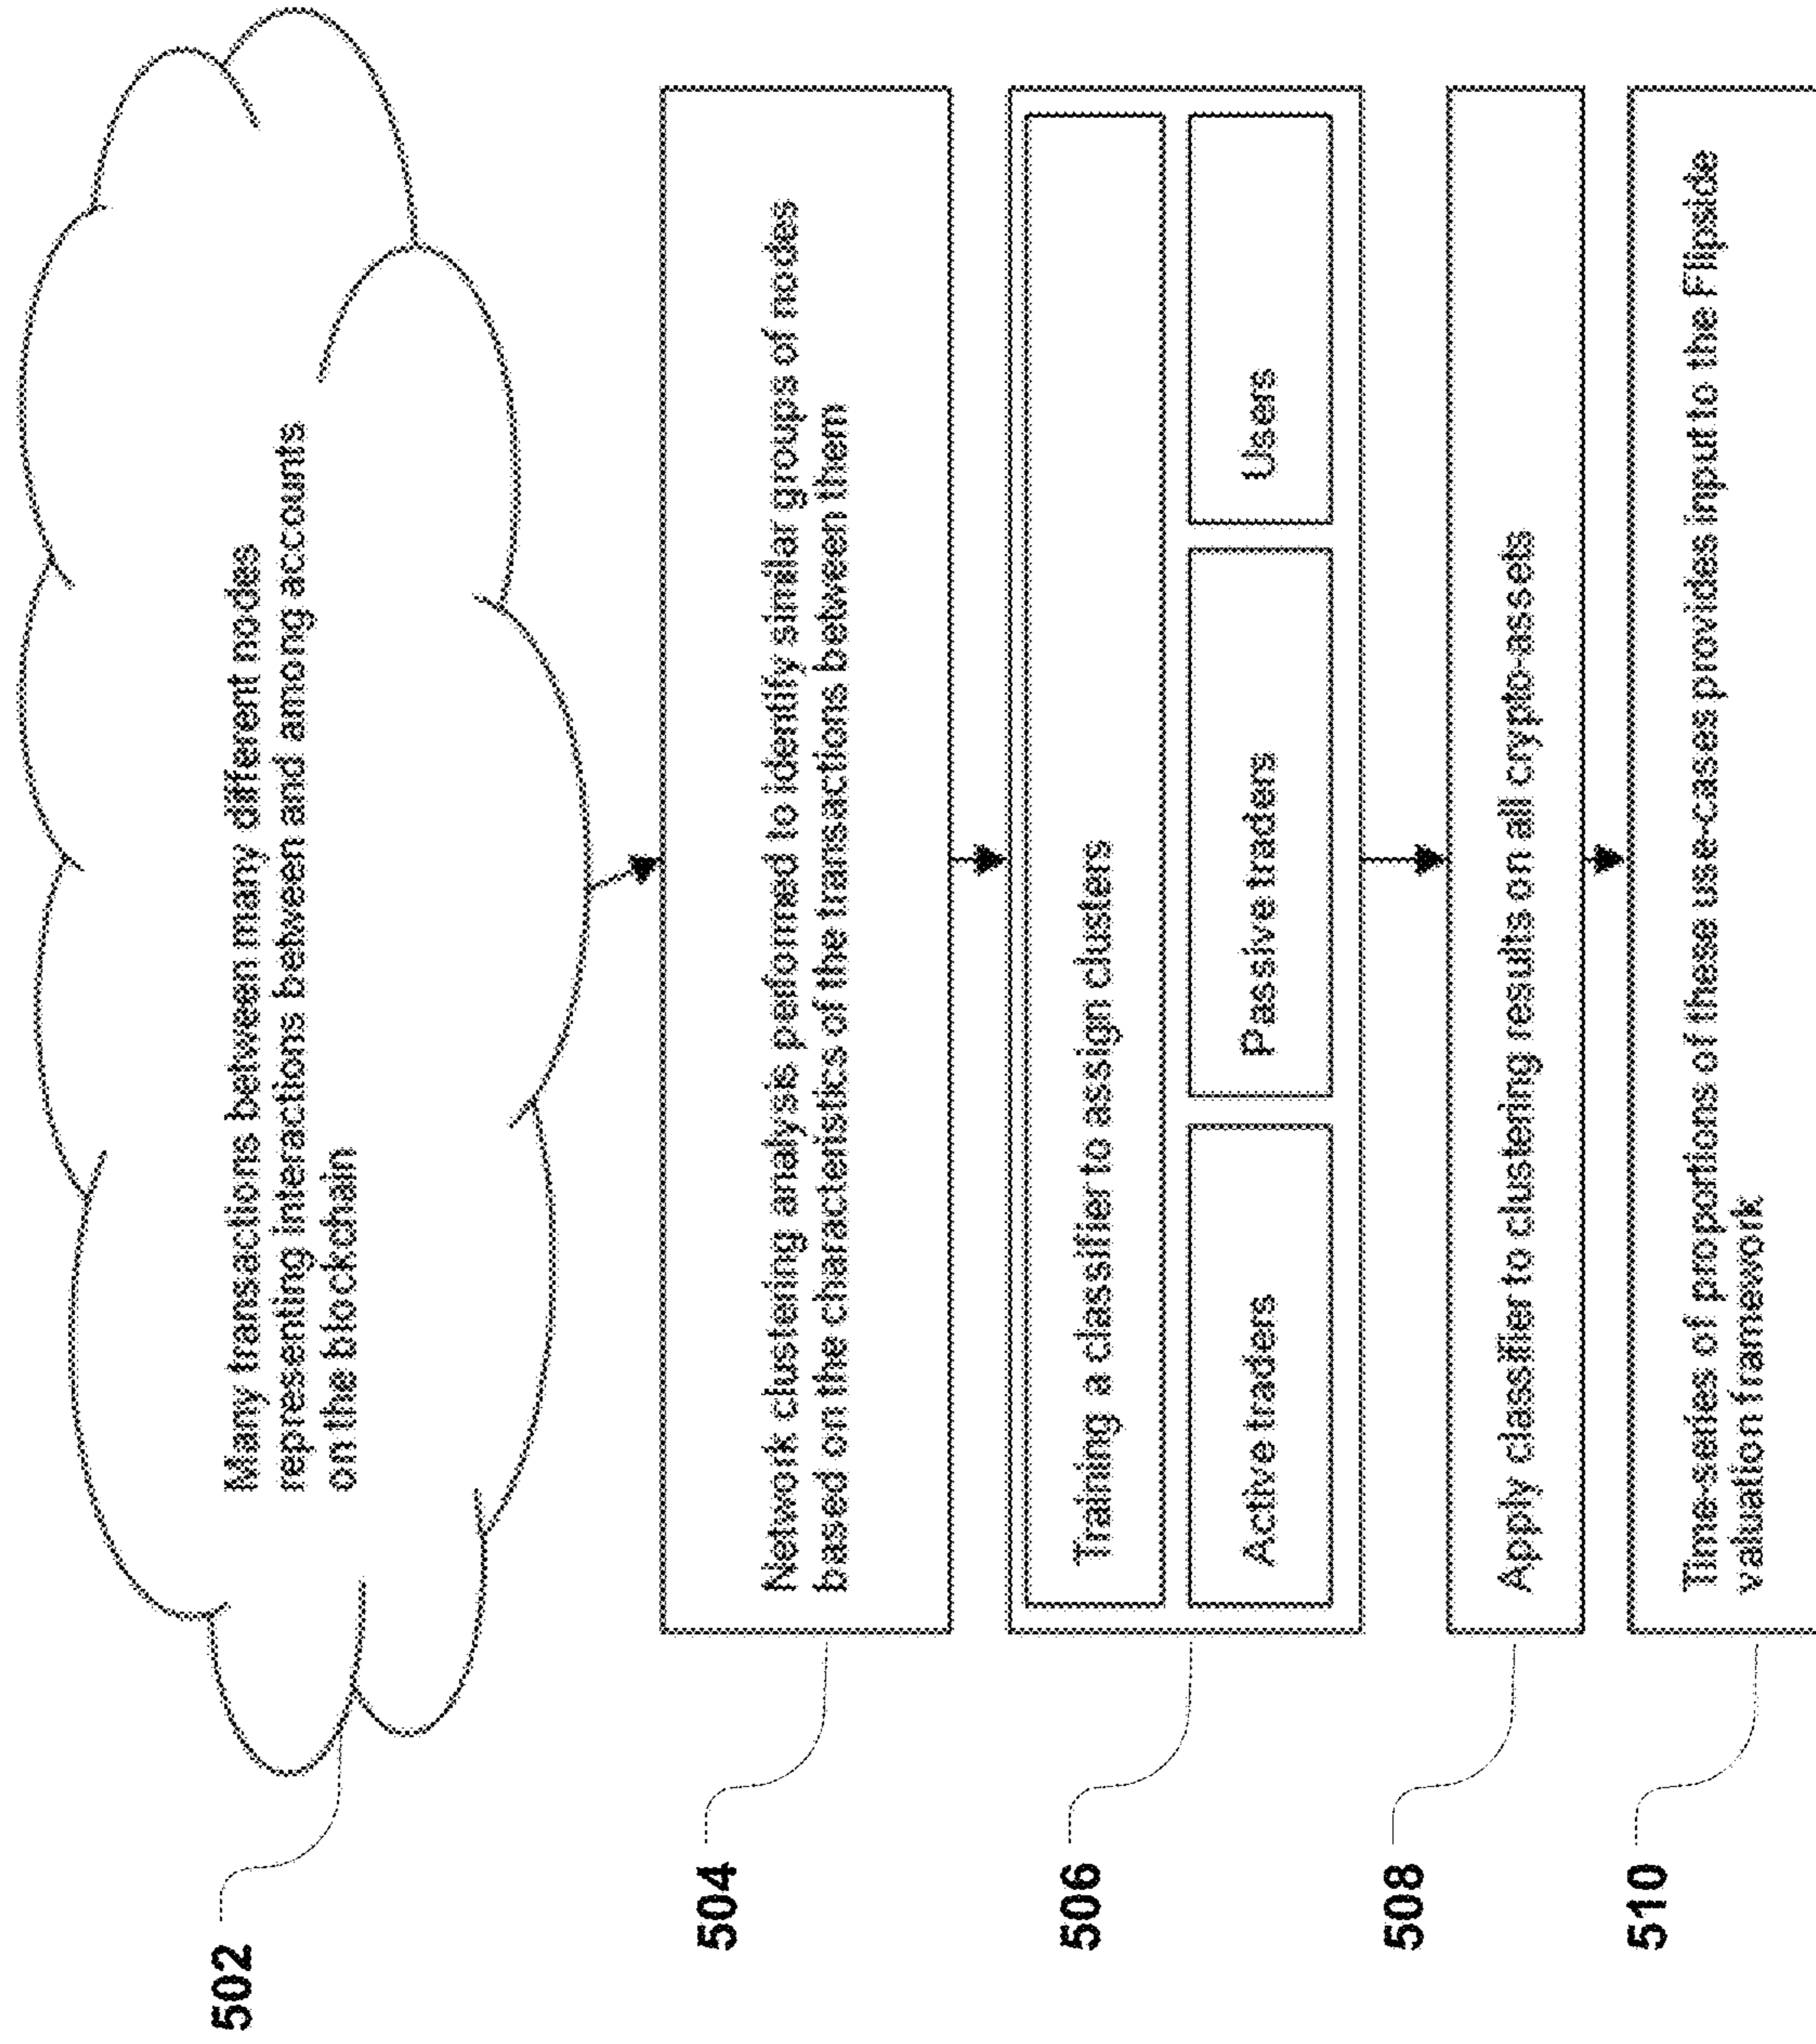 502
Many transactions between many different nodes
representing interactions between and among accounts
on the blockchain
504
Network clustering analysis performed to identify similar groups of nodes
based on the characteristics of the transactions between them
506
Training a classifier to assign clusters
Active traders
Passive traders
Users
508
Apply classifier to clustering results on all crypto-assets
510
Time-series of proportions of these use-cases provides input to the Flipside
valuation framework